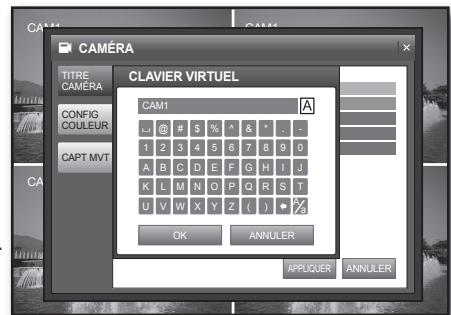 CAM1
CAM1
CAMÉRA
×
TITRE
CAMÉRA
CLAVIER VIRTUEL
CONFIG
COULEUR
CAM1 A
⌴ @ # $ % ^ & * . -
1 2 3 4 5 6 7 8 9 0
A B C D E F G H I J
CAPT MVT
K L M N O P Q R S T
U V W X Y Z ( ) A/a
OK ANNULER
CA
APPLIQUER ANNULER